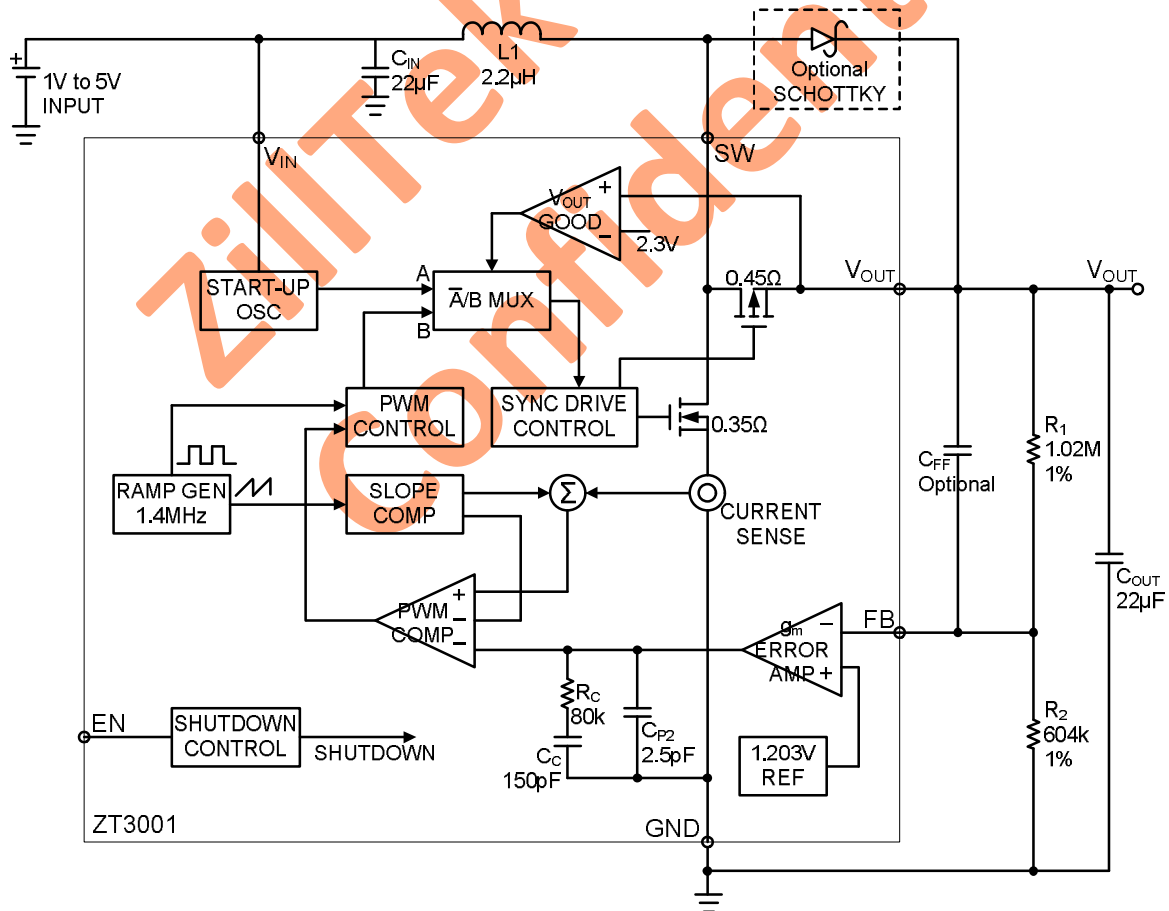 ZillTek
Confident
+
1V to 5V
INPUT
C_IN
22µF
L1
2.2µH
Optional
SCHOTTKY
V_IN
SW
V_OUT
GOOD
+
−
2.3V
START-UP
OSC
A
B
A̅/B MUX
0.45Ω
V_OUT
V_OUT
PWM
CONTROL
SYNC DRIVE
CONTROL
0.35Ω
RAMP GEN
1.4MHz
SLOPE
COMP
Σ
CURRENT
SENSE
C_FF
Optional
R_1
1.02M
1%
PWM
COMP
+
−
−
g_m
ERROR
AMP
−
+
FB
C_OUT
22µF
R_C
80k
C_C
150pF
C_P2
2.5pF
1.203V
REF
R_2
604k
1%
EN
SHUTDOWN
CONTROL
SHUTDOWN
ZT3001
GND